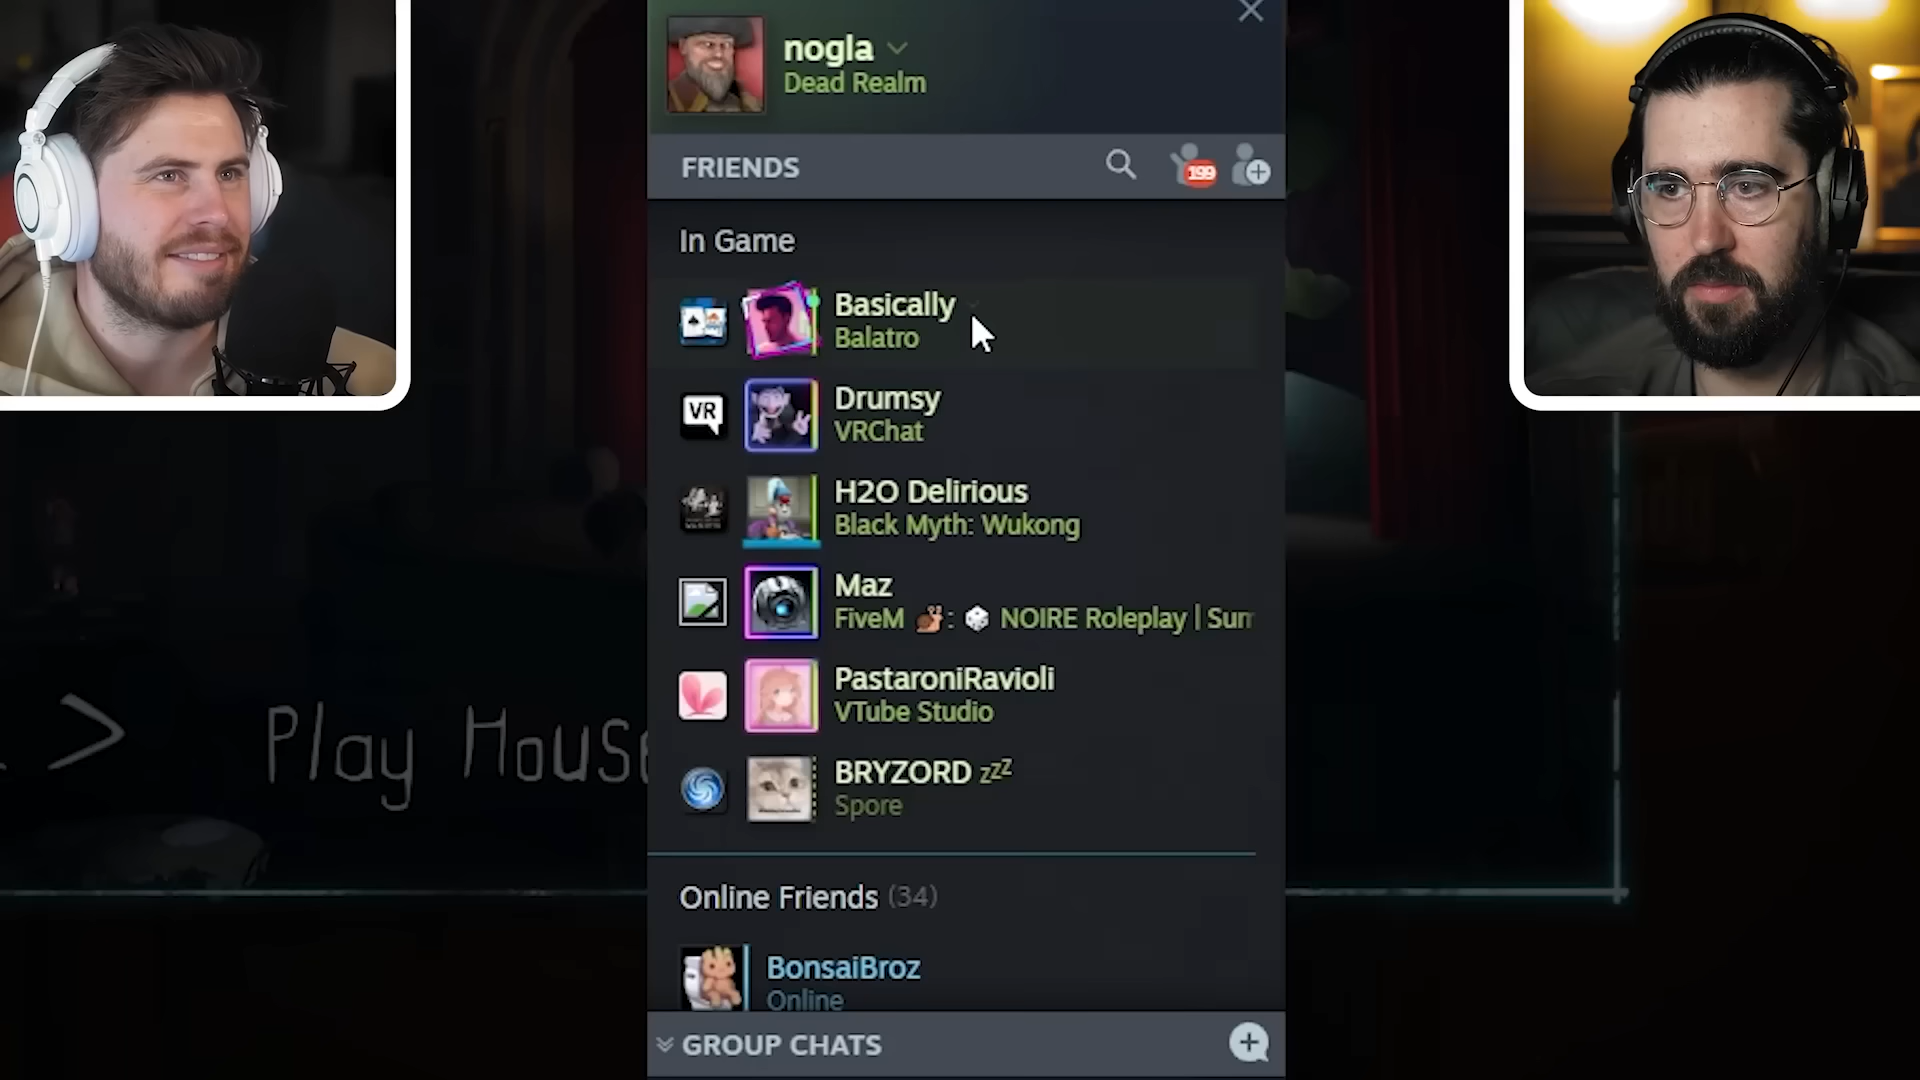 nogla
Dead Realm
FRIENDS
199
In Game
Basically
Balatro
VR
Drumsy
VRChat
H2O Delirious
Black Myth: Wukong
Maz
FiveM 🐌: 🎲 NOIRE Roleplay | Sum
PastaroniRavioli
VTube Studio
BRYZORD zzz
Spore
> Play House
Online Friends (34)
BonsaiBroz
Online
GROUP CHATS